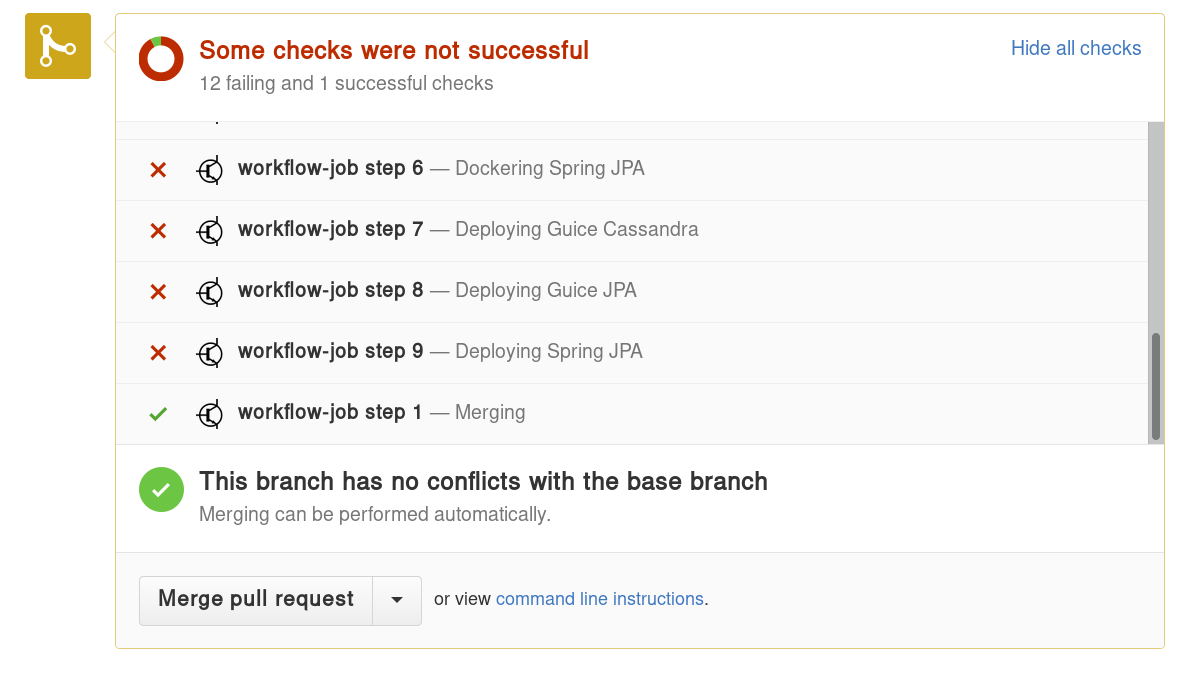 Some checks were not successful
Hide all checks
12 failing and 1 successful checks
workflow-job step 6 — Dockering Spring JPA
workflow-job step 7 — Deploying Guice Cassandra
workflow-job step 8 — Deploying Guice JPA
workflow-job step 9 — Deploying Spring JPA
workflow-job step 1 — Merging
This branch has no conflicts with the base branch
Merging can be performed automatically.
Merge pull request or view command line instructions.